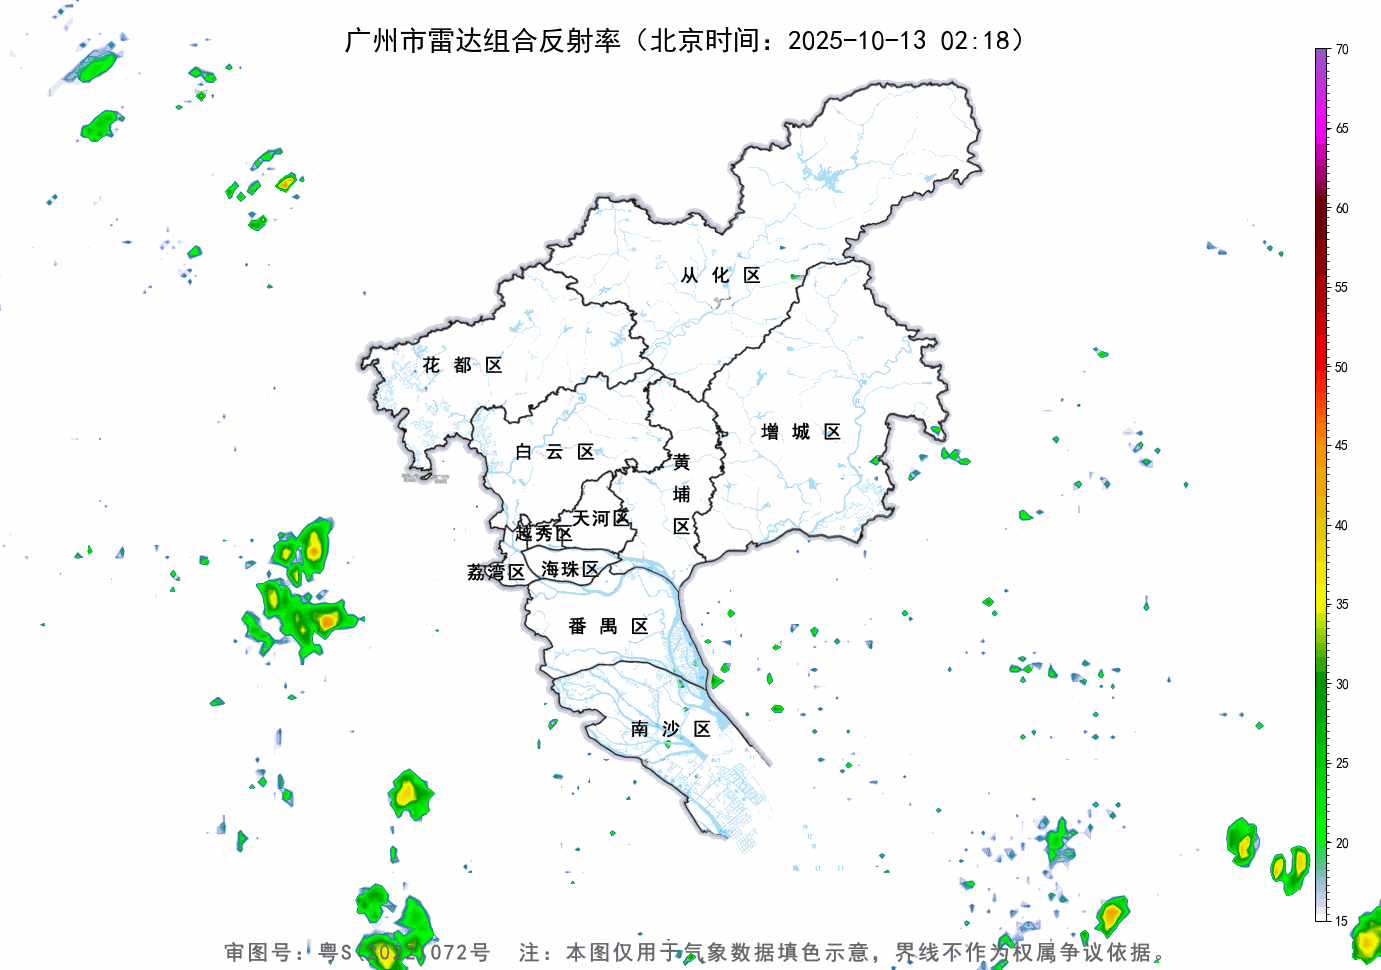 广州市雷达组合反射率（北京时间：2025-10-13 02:18）
70
65
60
55
50
45
40
35
30
25
20
15
从化区
花都区
增城区
白云区
黄埔区
天河区
越秀区
荔湾区
海珠区
番禺区
南沙区
审图号：粤S(2022)072号 注：本图仅用于气象数据填色示意，界线不作为权属争议依据。